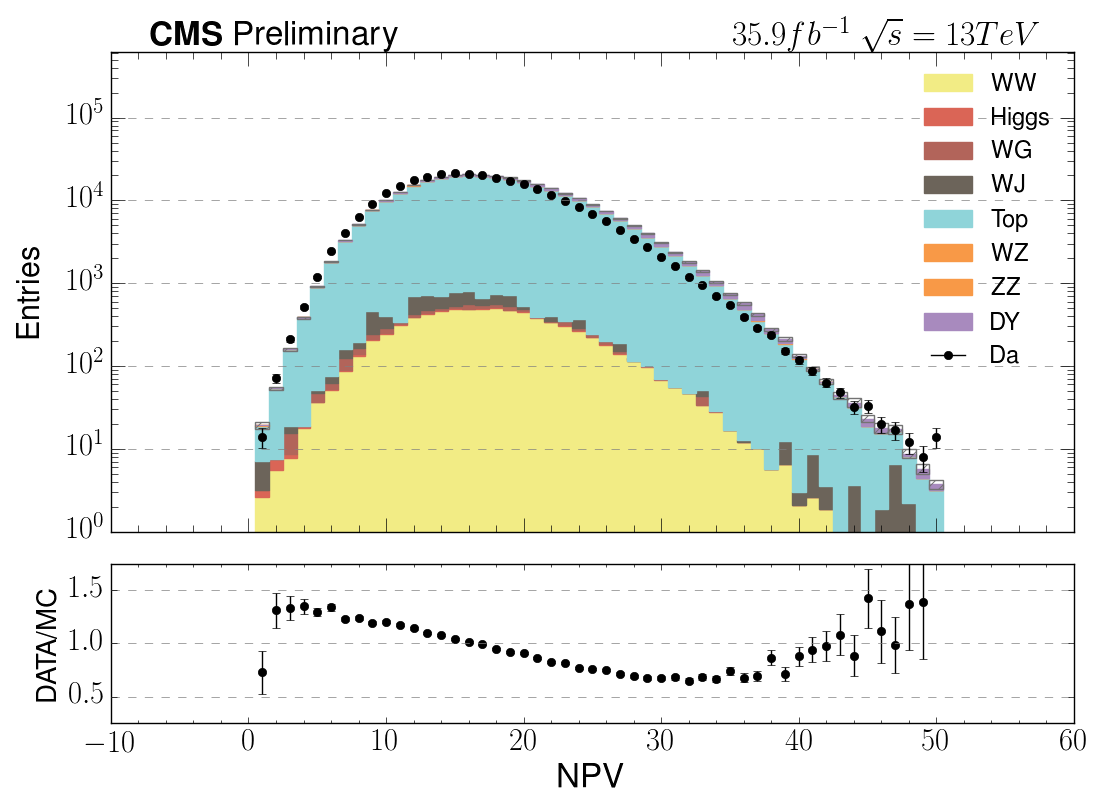 CMS Preliminary 35.9fb⁻¹ √s = 13TeV
WW
Higgs
WG
WJ
Top
WZ
ZZ
DY
Da
Entries
10⁵
10⁴
10³
10²
10¹
10⁰
DATA/MC
1.5
1.0
0.5
−10 0 10 20 30 40 50 60
NPV